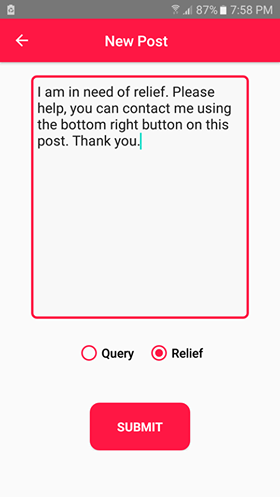 87% 7:58 PM
New Post
I am in need of relief. Please
help, you can contact me using
the bottom right button on this
post. Thank you.
Query Relief
SUBMIT